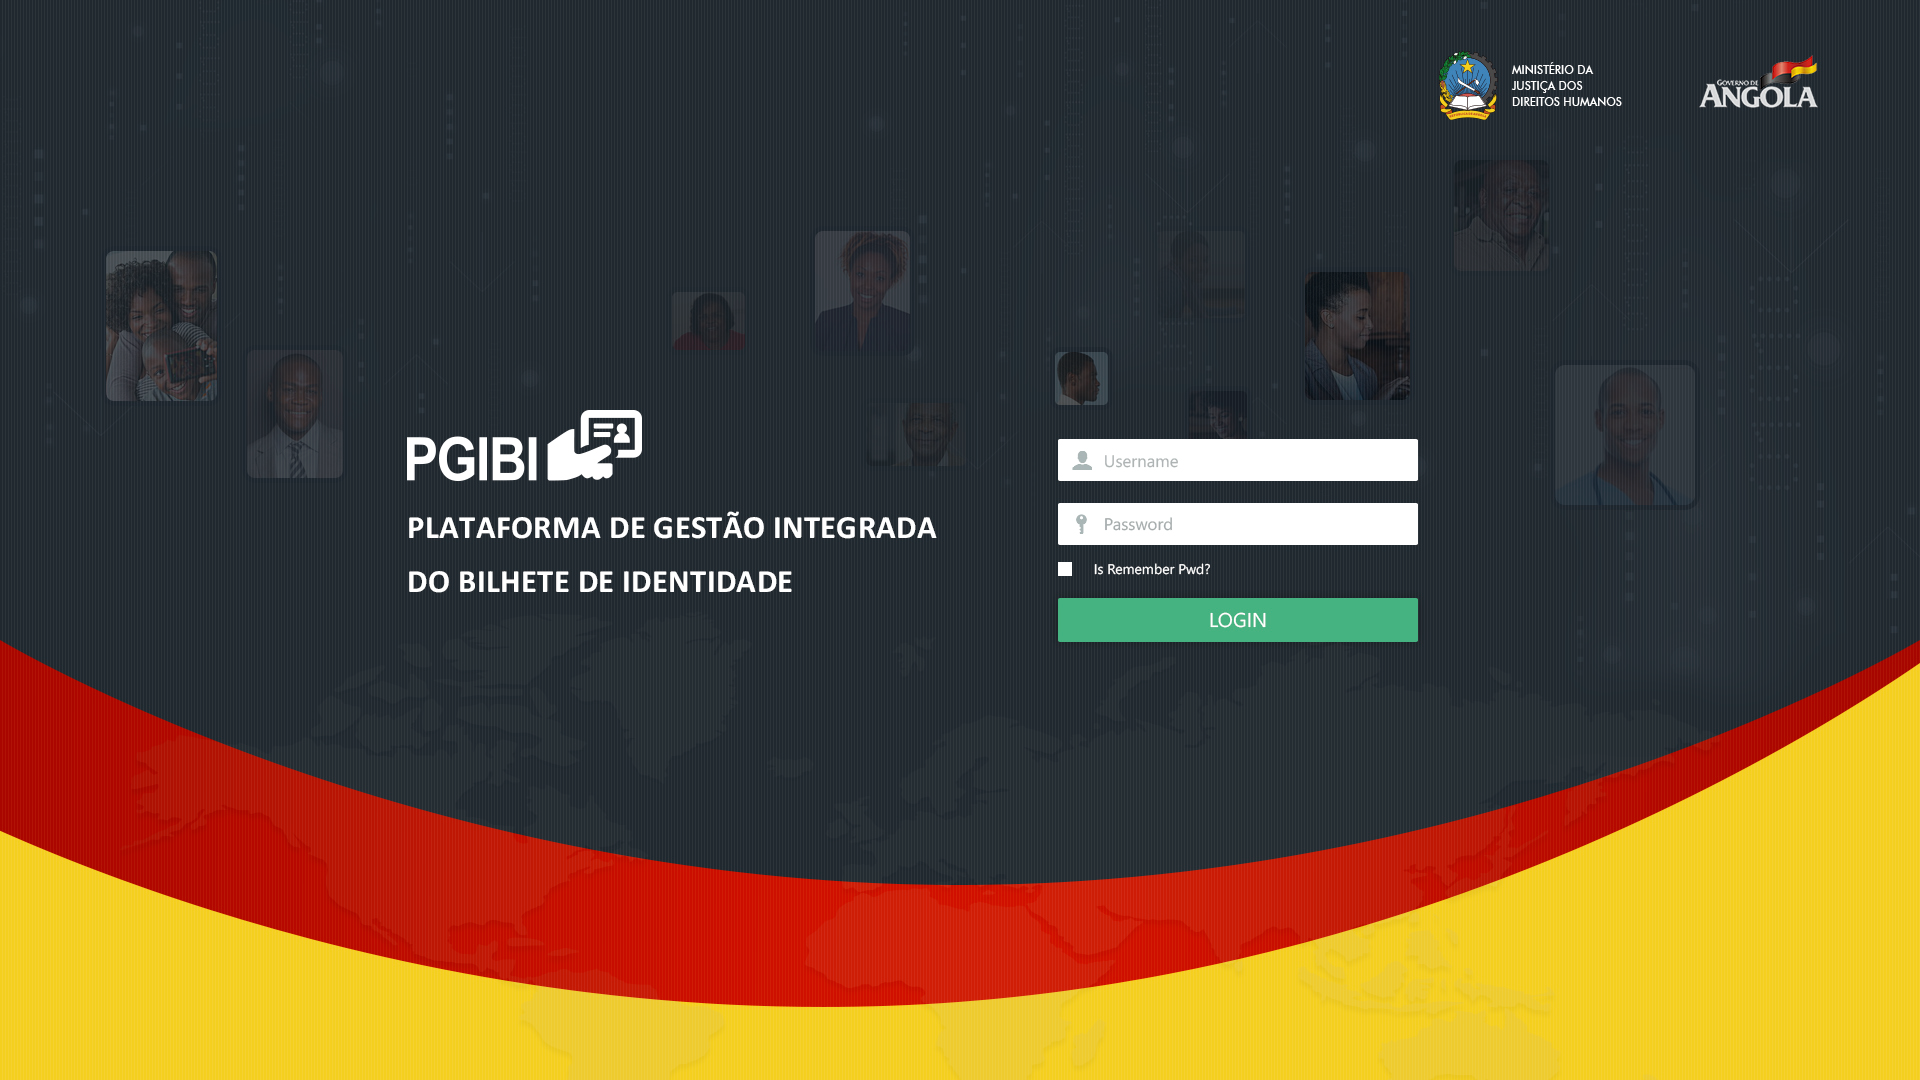 MINISTÉRIO DA
JUSTIÇA DOS
DIREITOS HUMANOS
GOVERNO DE
ANGOLA
PGIBI
PLATAFORMA DE GESTÃO INTEGRADA
DO BILHETE DE IDENTIDADE
Username
Password
Is Remember Pwd?
LOGIN